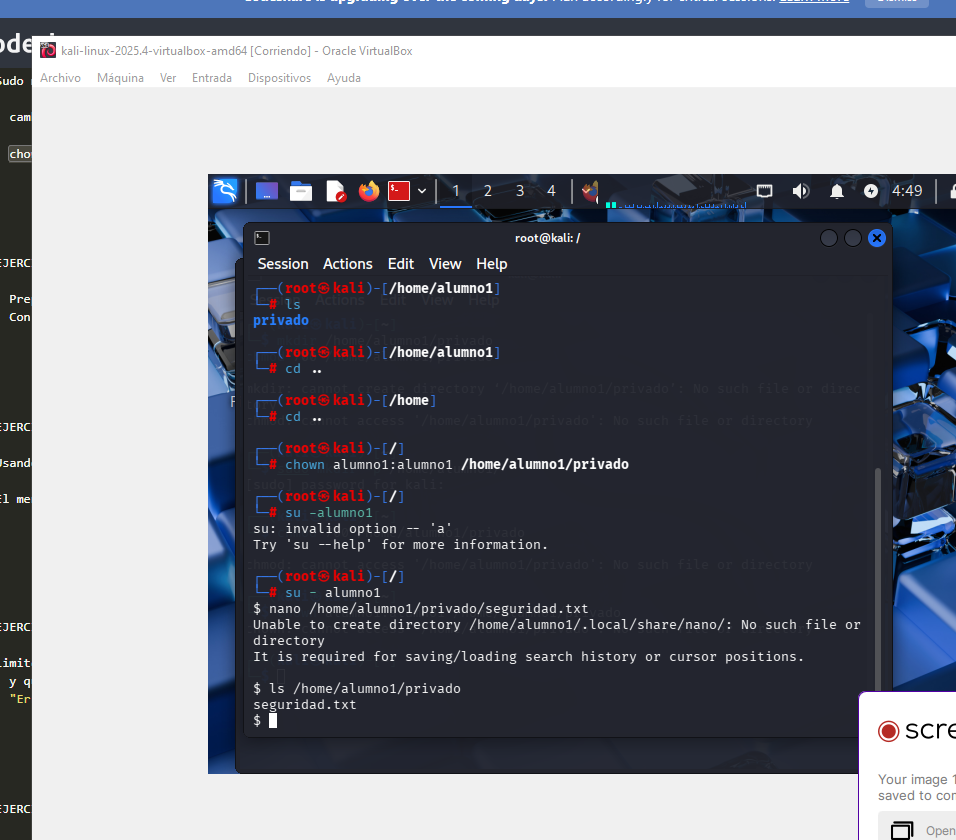 kali-linux-2025.4-virtualbox-amd64 [Corriendo] - Oracle VirtualBox
Archivo Máquina Ver Entrada Dispositivos Ayuda
1 2 3 4 4:49
root@kali: /
Session Actions Edit View Help
┌──(root㉿kali)-[/home/alumno1]
└─# ls
privado
┌──(root㉿kali)-[/home/alumno1]
└─# cd ..
┌──(root㉿kali)-[/home]
└─# cd ..
┌──(root㉿kali)-[/]
└─# chown alumno1:alumno1 /home/alumno1/privado
┌──(root㉿kali)-[/]
└─# su -alumno1
su: invalid option -- 'a'
Try 'su --help' for more information.
┌──(root㉿kali)-[/]
└─# su - alumno1
$ nano /home/alumno1/privado/seguridad.txt
Unable to create directory /home/alumno1/.local/share/nano/: No such file or
directory
It is required for saving/loading search history or cursor positions.
$ ls /home/alumno1/privado
seguridad.txt
$
Your image
saved to
Open